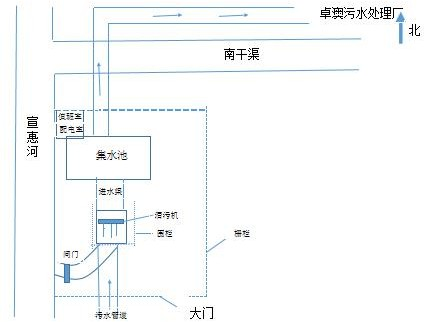 卓澳污水处理厂
北
南干渠
值班室
配电室
宣惠河
集水池
进水渠
清污机
围栏
栅栏
闸门
污水管道
大门